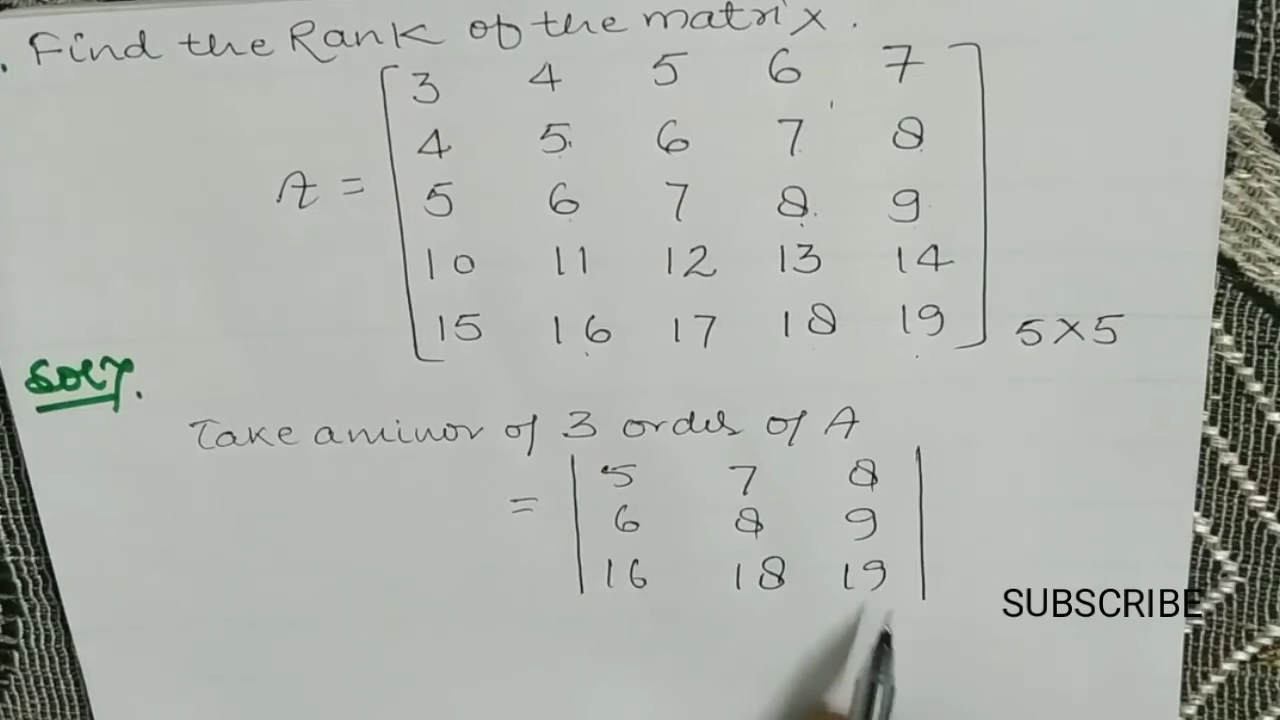 . Find the Rank of the matrix.
3 4 5 6 7
4 5 6 7 8
A = 5 6 7 8 9
10 11 12 13 14
15 16 17 18 19 5×5
Soln.
Take a minor of 3 order of A
5 7 8
= 6 8 9
16 18 19
SUBSCRIBE